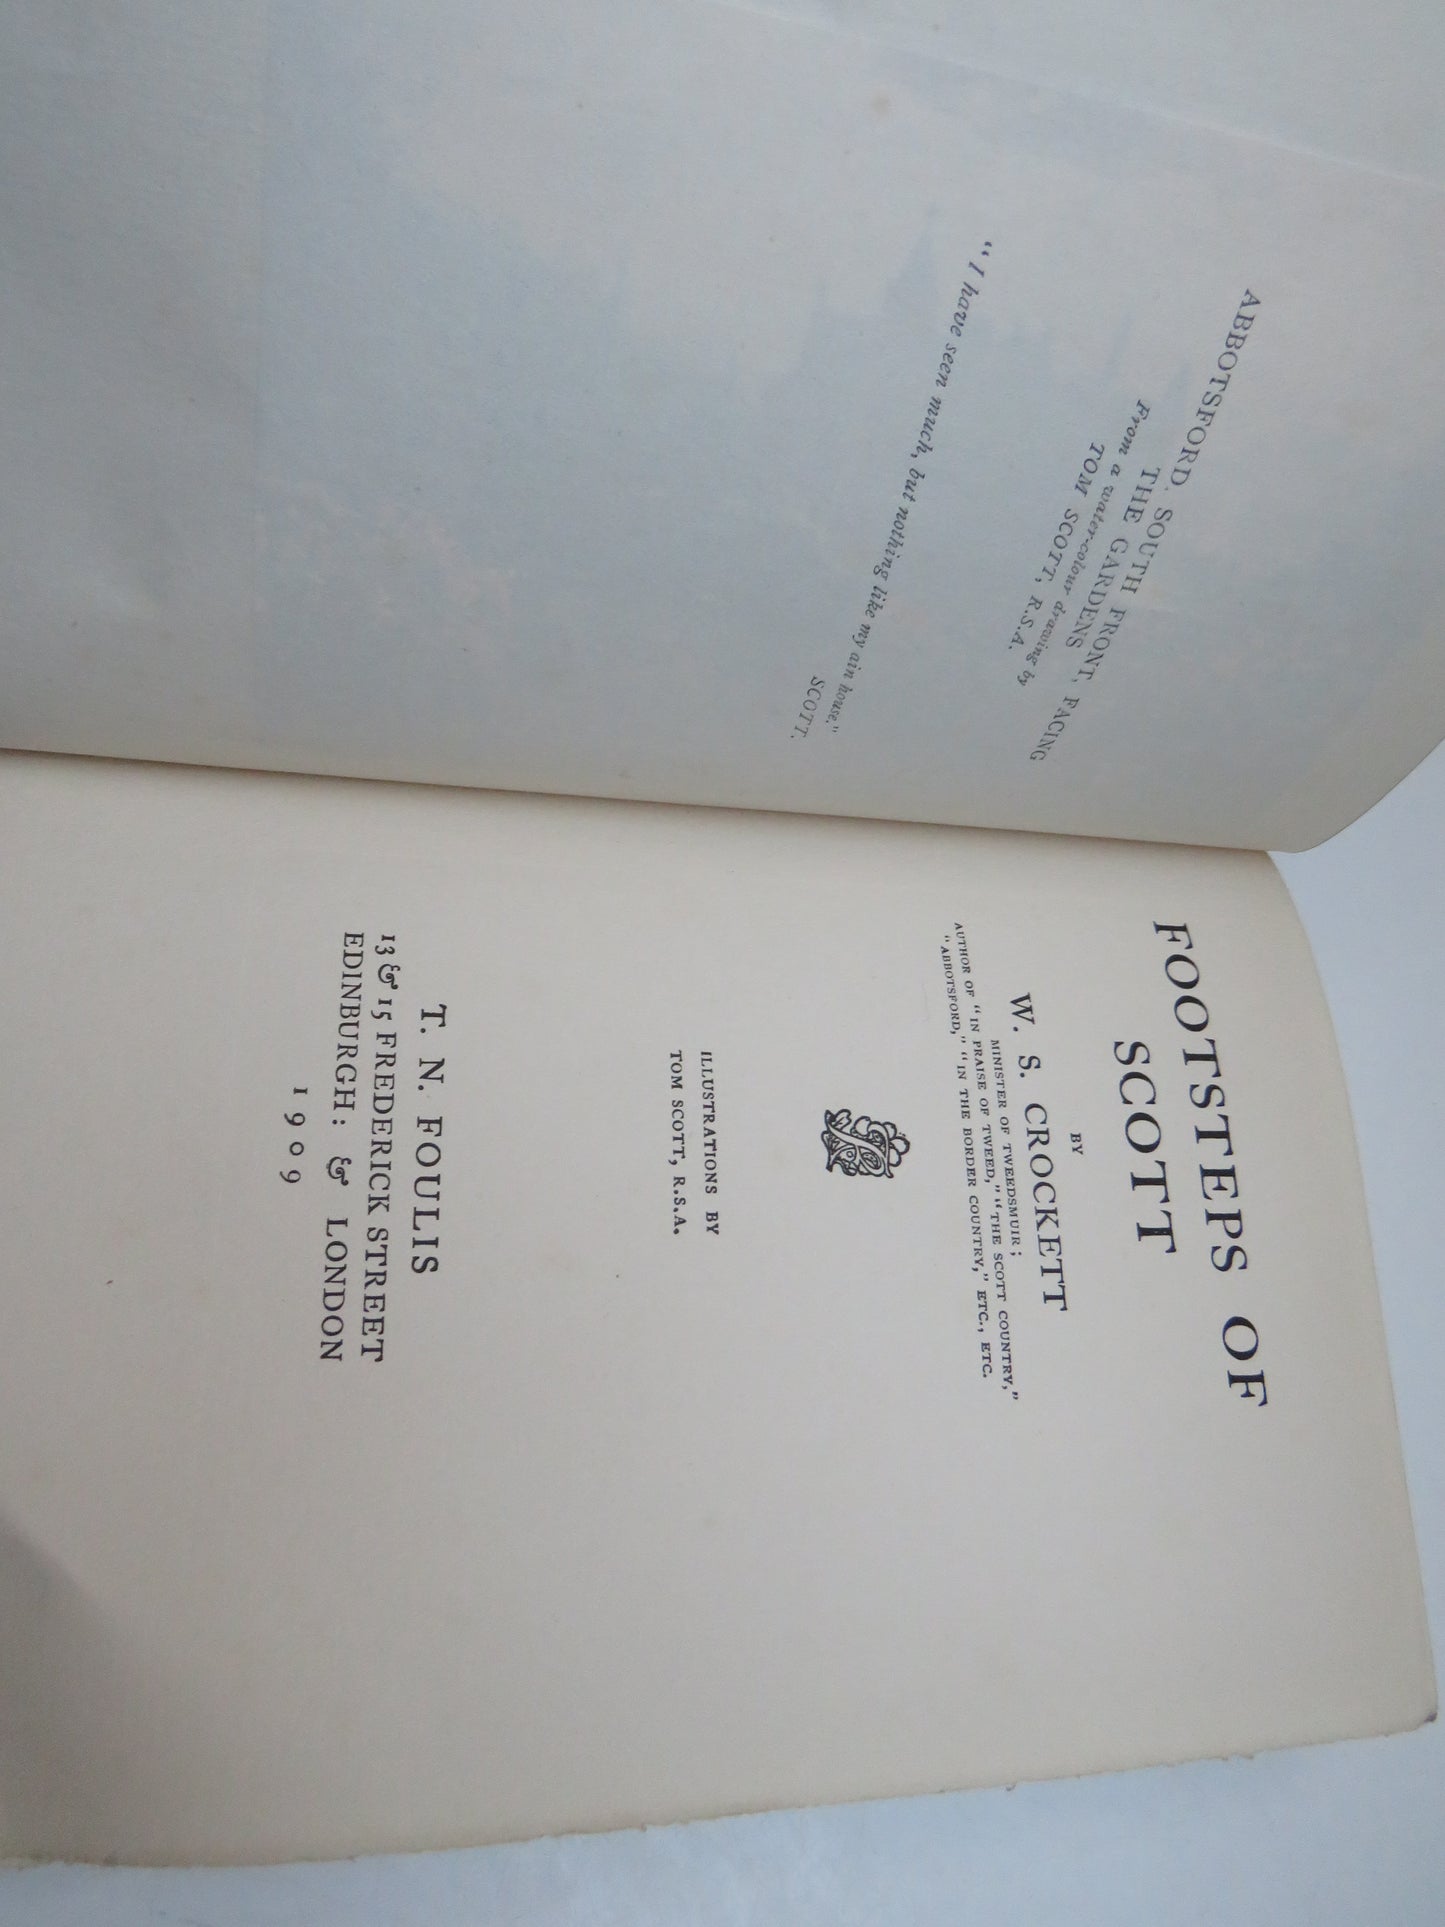 ABBOTSFORD. SOUTH FRONT, FACING
THE GARDENS
From a water-colour drawing by
TOM SCOTT, R.S.A.
"I have seen much, but nothing like my ain house."
SCOTT.
FOOTSTEPS OF
SCOTT
BY
W. S. CROCKETT
MINISTER OF TWEEDSMUIR;
AUTHOR OF "IN PRAISE OF TWEED," "THE SCOTT COUNTRY,"
"ABBOTSFORD," "IN THE BORDER COUNTRY," ETC., ETC.
ILLUSTRATIONS BY
TOM SCOTT, R.S.A.
T. N. FOULIS
13 & 15 FREDERICK STREET
EDINBURGH: & LONDON
1909